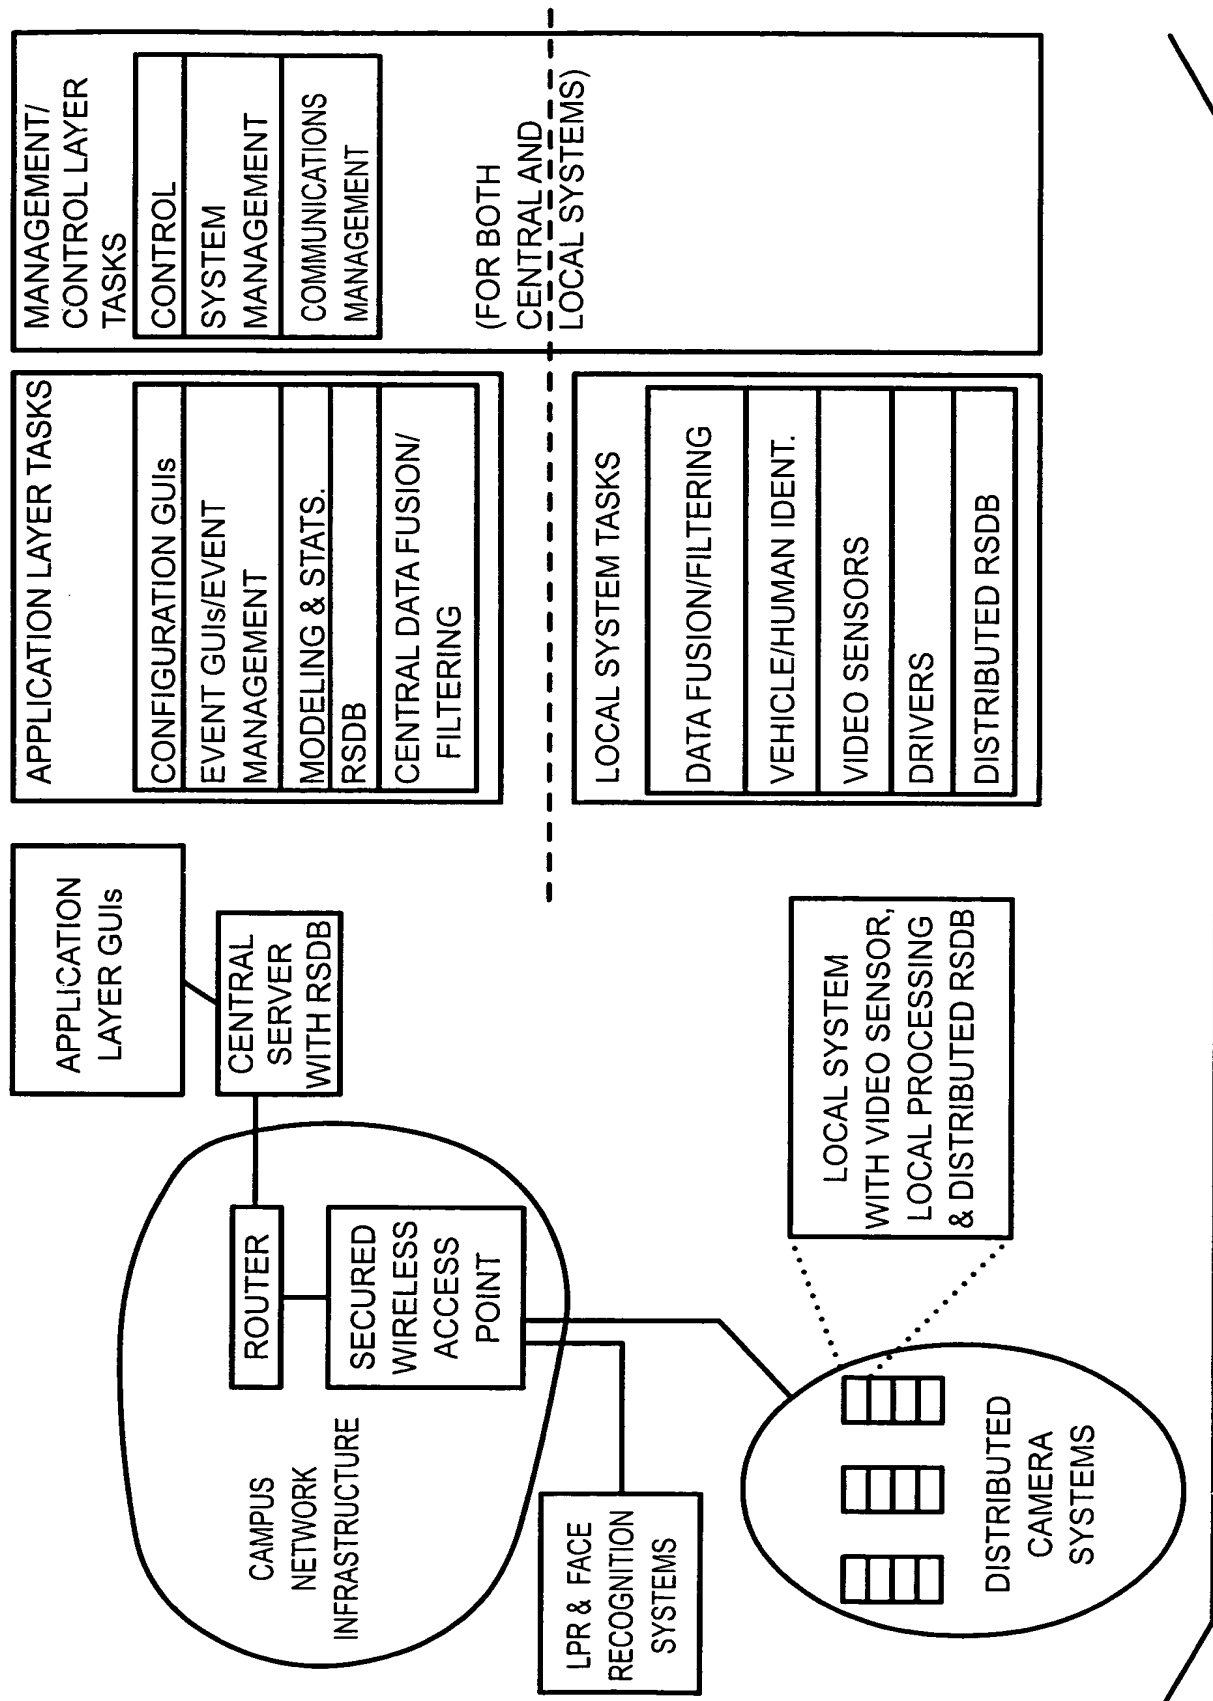 APPLICATION
LAYER GUIs
CENTRAL
SERVER
WITH RSDB
ROUTER
SECURED
WIRELESS
ACCESS
POINT
CAMPUS
NETWORK
INFRASTRUCTURE
LPR & FACE
RECOGNITION
SYSTEMS
DISTRIBUTED
CAMERA
SYSTEMS
LOCAL SYSTEM
WITH VIDEO SENSOR,
LOCAL PROCESSING
& DISTRIBUTED RSDB
APPLICATION LAYER TASKS
CONFIGURATION GUIs
EVENT GUIs/EVENT
MANAGEMENT
MODELING & STATS.
RSDB
CENTRAL DATA FUSION/
FILTERING
LOCAL SYSTEM TASKS
DATA FUSION/FILTERING
VEHICLE/HUMAN IDENT.
VIDEO SENSORS
DRIVERS
DISTRIBUTED RSDB
MANAGEMENT/
CONTROL LAYER
TASKS
CONTROL
SYSTEM
MANAGEMENT
COMMUNICATIONS
MANAGEMENT
(FOR BOTH
CENTRAL AND
LOCAL SYSTEMS)